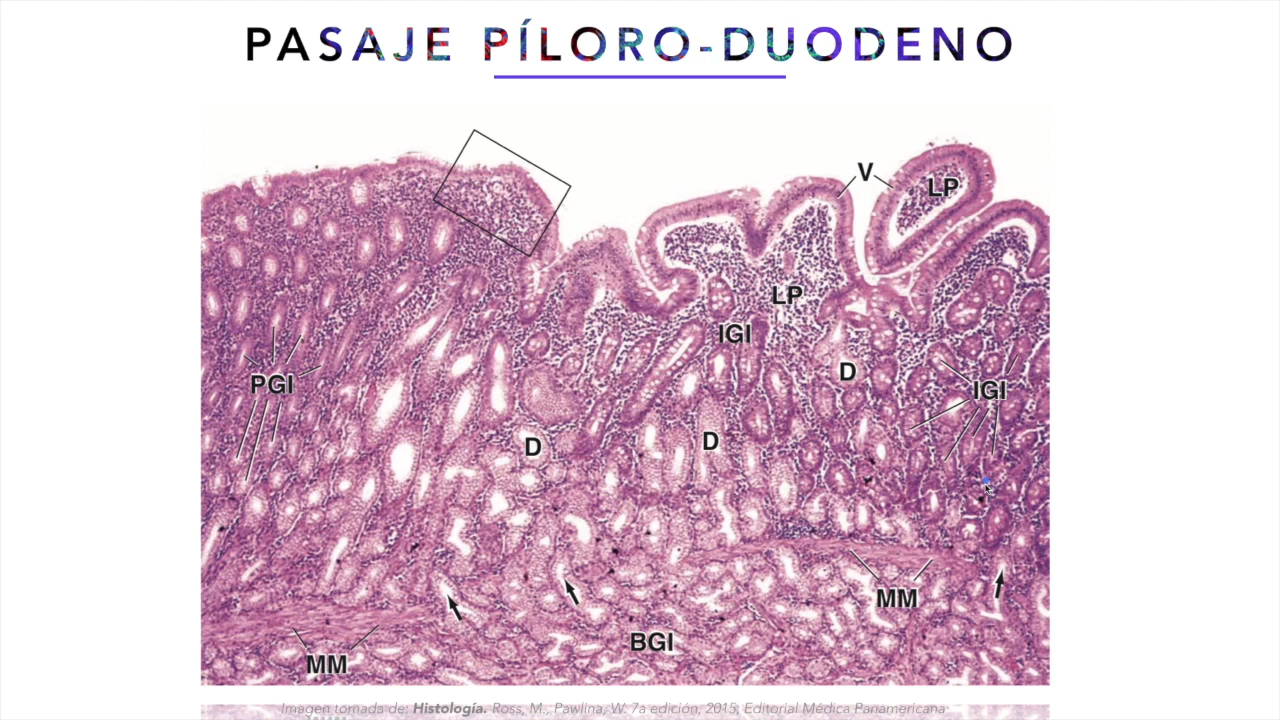 PASAJE PÍLORO-DUODENO
V
LP
LP
IGI
D
PGI
IGI
D
D
MM
BGI
MM
Imagen tomada de: Histología. Ross, M., Pawlina, W. 7a edición, 2015, Editorial Médica Panamericana